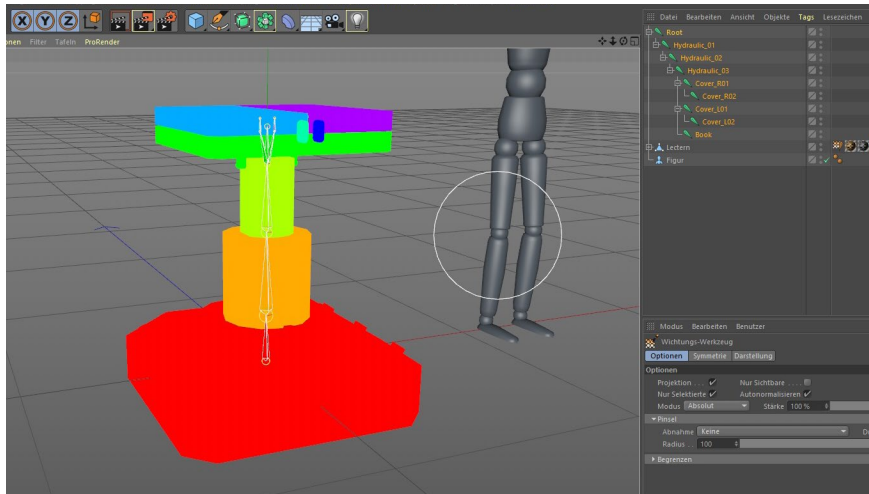 X Y Z
Datei Bearbeiten Ansicht Objekte Tags Lesezeichen
onen Filter Tafeln ProRender
Root
Hydraulic_01
Hydraulic_02
Hydraulic_03
Cover_R01
Cover_R02
Cover_L01
Cover_L02
Book
Lectern
Figur
Modus Bearbeiten Benutzer
Wichtungs-Werkzeug
Optionen Symmetrie Darstellung
Optionen
Projektion . . . Nur Sichtbare . . . .
Nur Selektierte Autonormalisieren
Modus Absolut Stärke 100 %
Pinsel
Abnahme Keine
Radius . . 100
Begrenzen